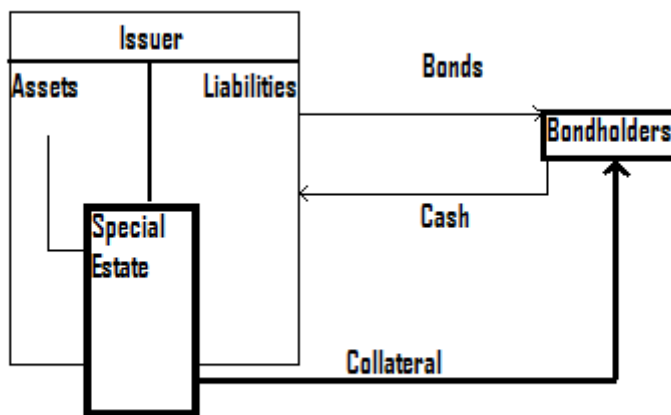 Issuer
Assets
Liabilities
Bonds
Bondholders
Cash
Special
Estate
Collateral